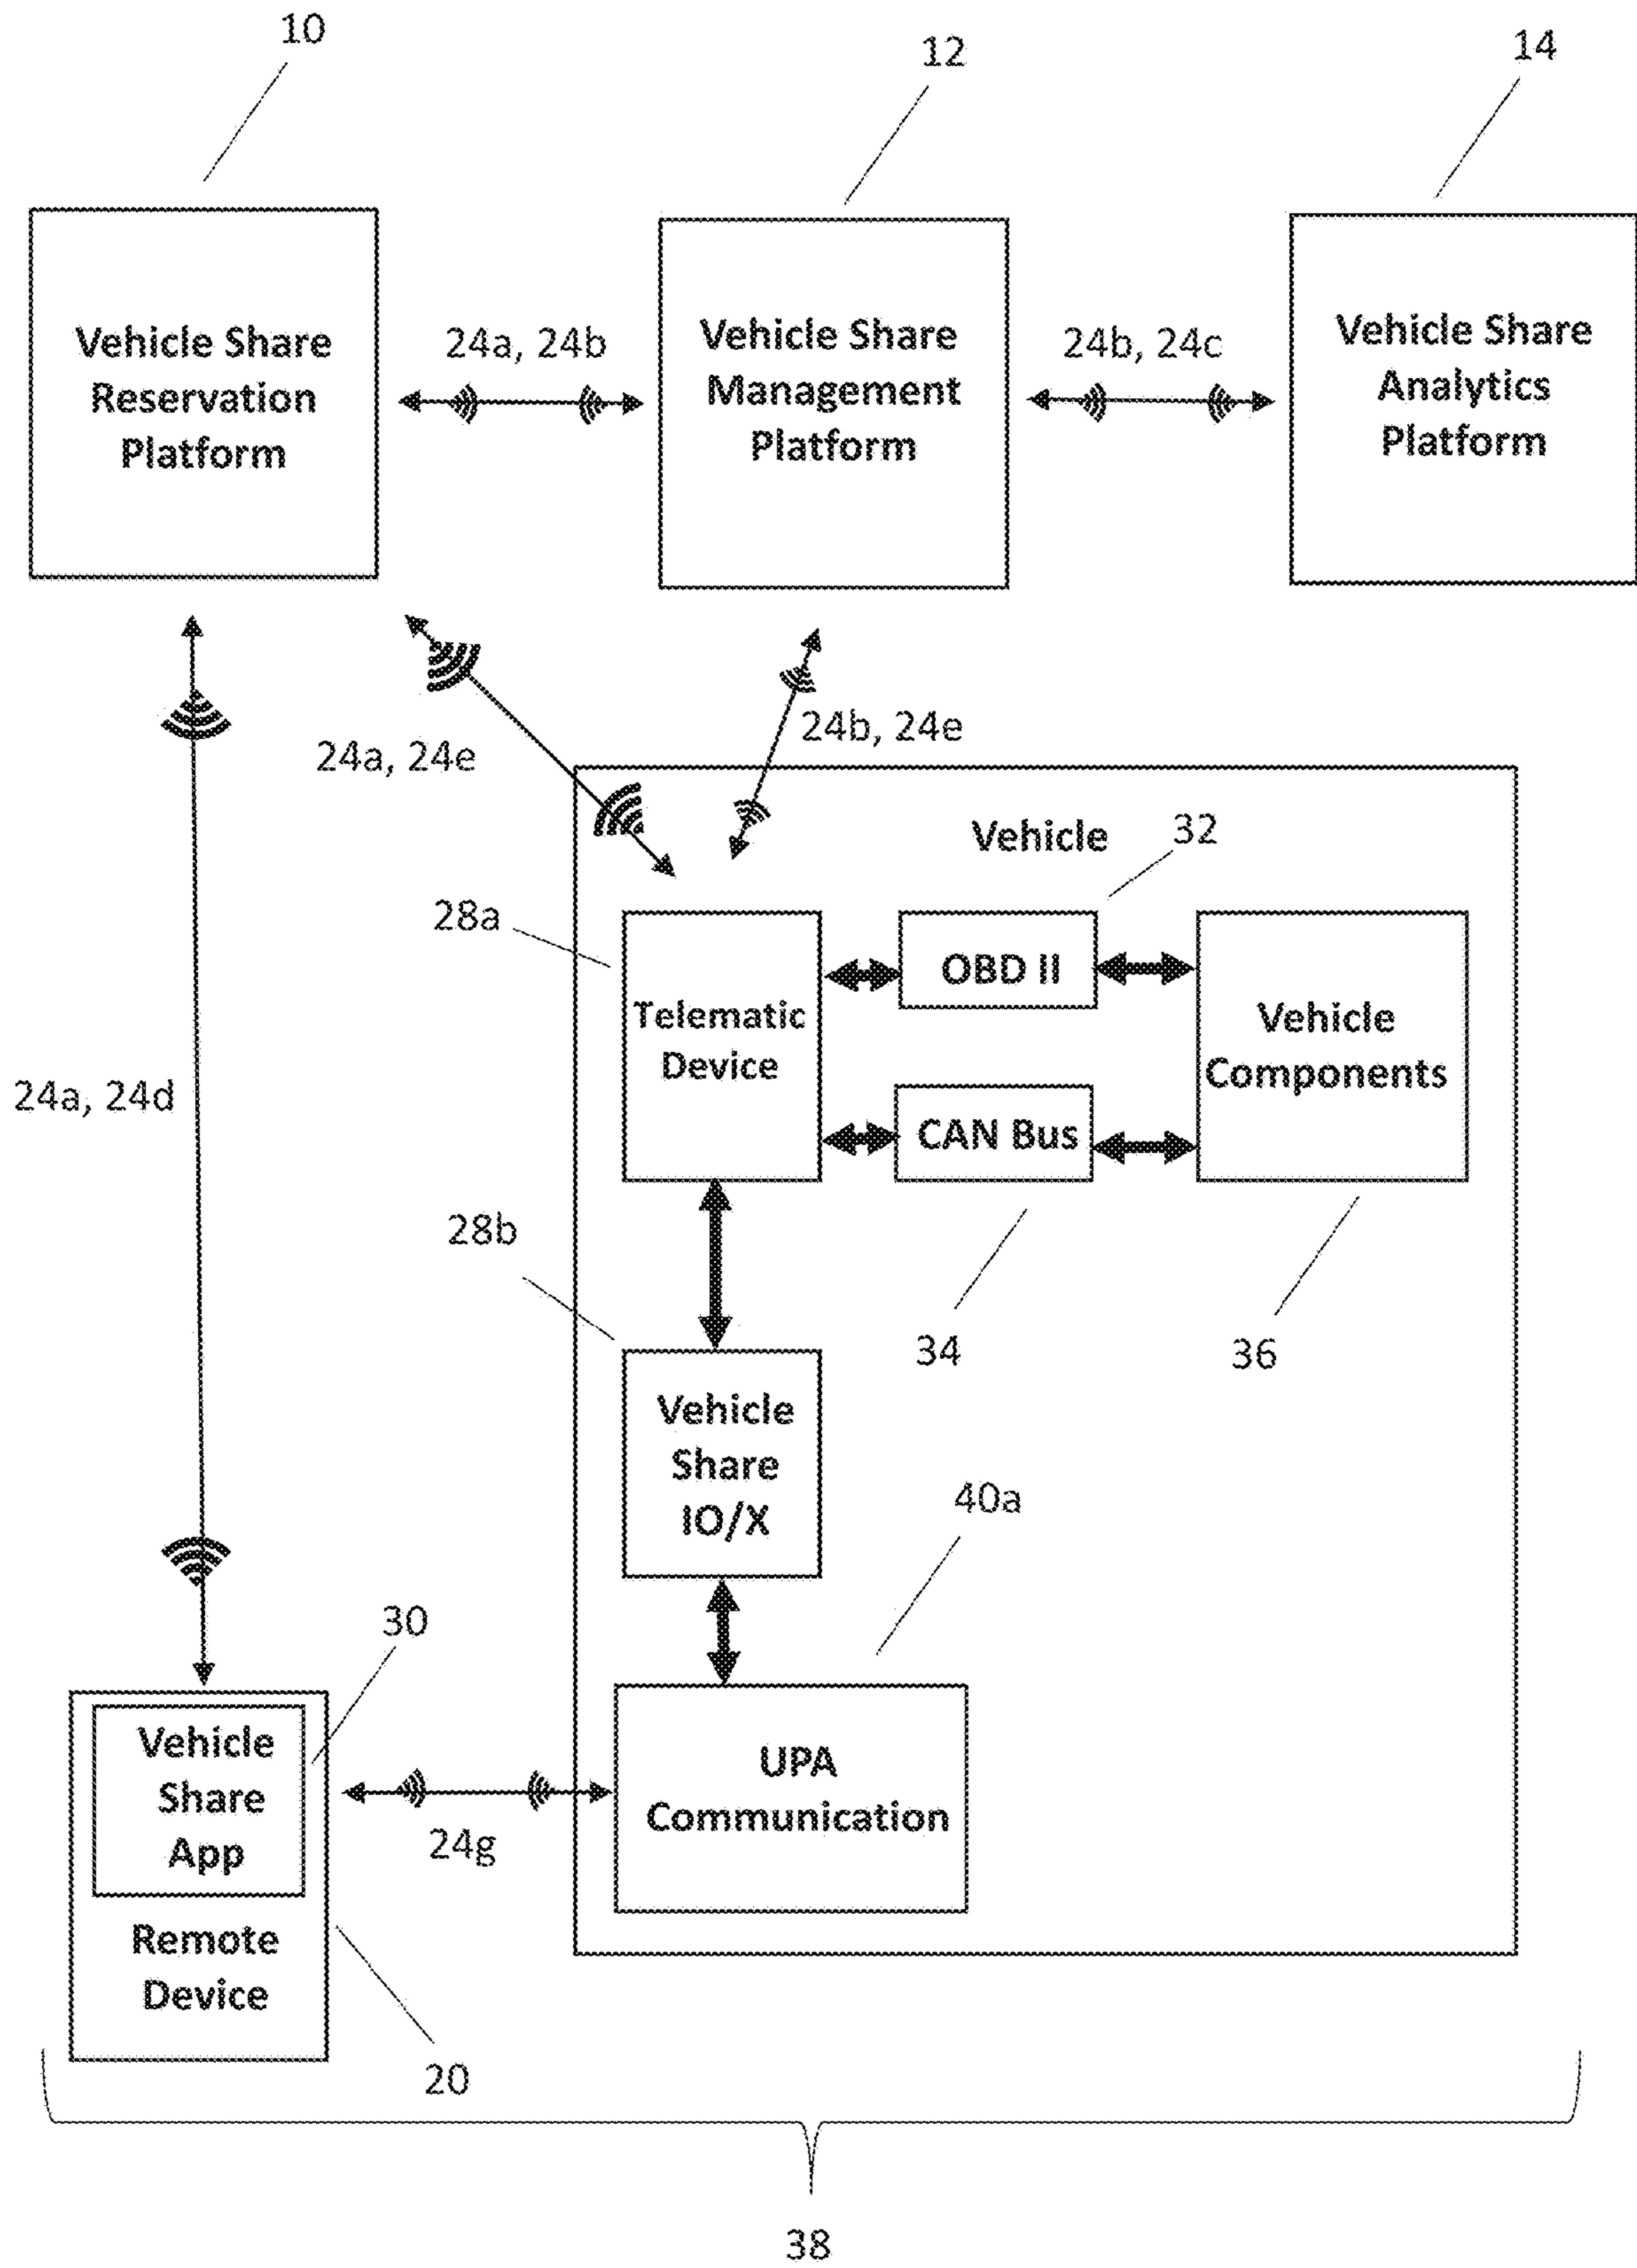 10
12
14
Vehicle Share
Reservation
Platform
24a, 24b
Vehicle Share
Management
Platform
24b, 24c
Vehicle Share
Analytics
Platform
24a, 24e
24b, 24e
Vehicle
32
28a
Telematic
Device
OBD II
CAN Bus
Vehicle
Components
24a, 24d
28b
34
36
Vehicle
Share
IO/X
40a
30
Vehicle
Share
App
Remote
Device
24g
UPA
Communication
20
38